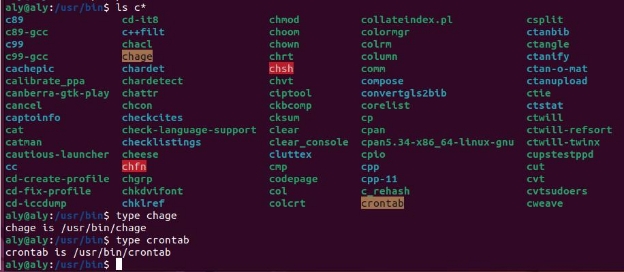 aly@aly:/usr/bin$ ls c*
c89 cd-it8 chmod collateindex.pl csplit
c89-gcc c++filt choom colormgr ctanbib
c99 chacl chown colrm ctangle
c99-gcc chage chrt column ctanify
cachepic chardet chsh comm ctan-o-mat
calibrate_ppa chardetect chvt compose ctanupload
canberra-gtk-play chattr ciptool convertgls2bib ctie
cancel chcon ckbcomp corelist ctstat
captoinfo checkcites cksum cp ctwill
cat check-language-support clear cpan ctwill-refsort
catman checklistings clear_console cpan5.34-x86_64-linux-gnu ctwill-twinx
cautious-launcher cheese cluttex cpio cupstestppd
cc chfn cmp cpp cut
cd-create-profile chgrp codepage cpp-11 cvt
cd-fix-profile chkdvifont col c_rehash cvtsudoers
cd-iccdump chklref colcrt crontab cweave
aly@aly:/usr/bin$ type chage
chage is /usr/bin/chage
aly@aly:/usr/bin$ type crontab
crontab is /usr/bin/crontab
aly@aly:/usr/bin$